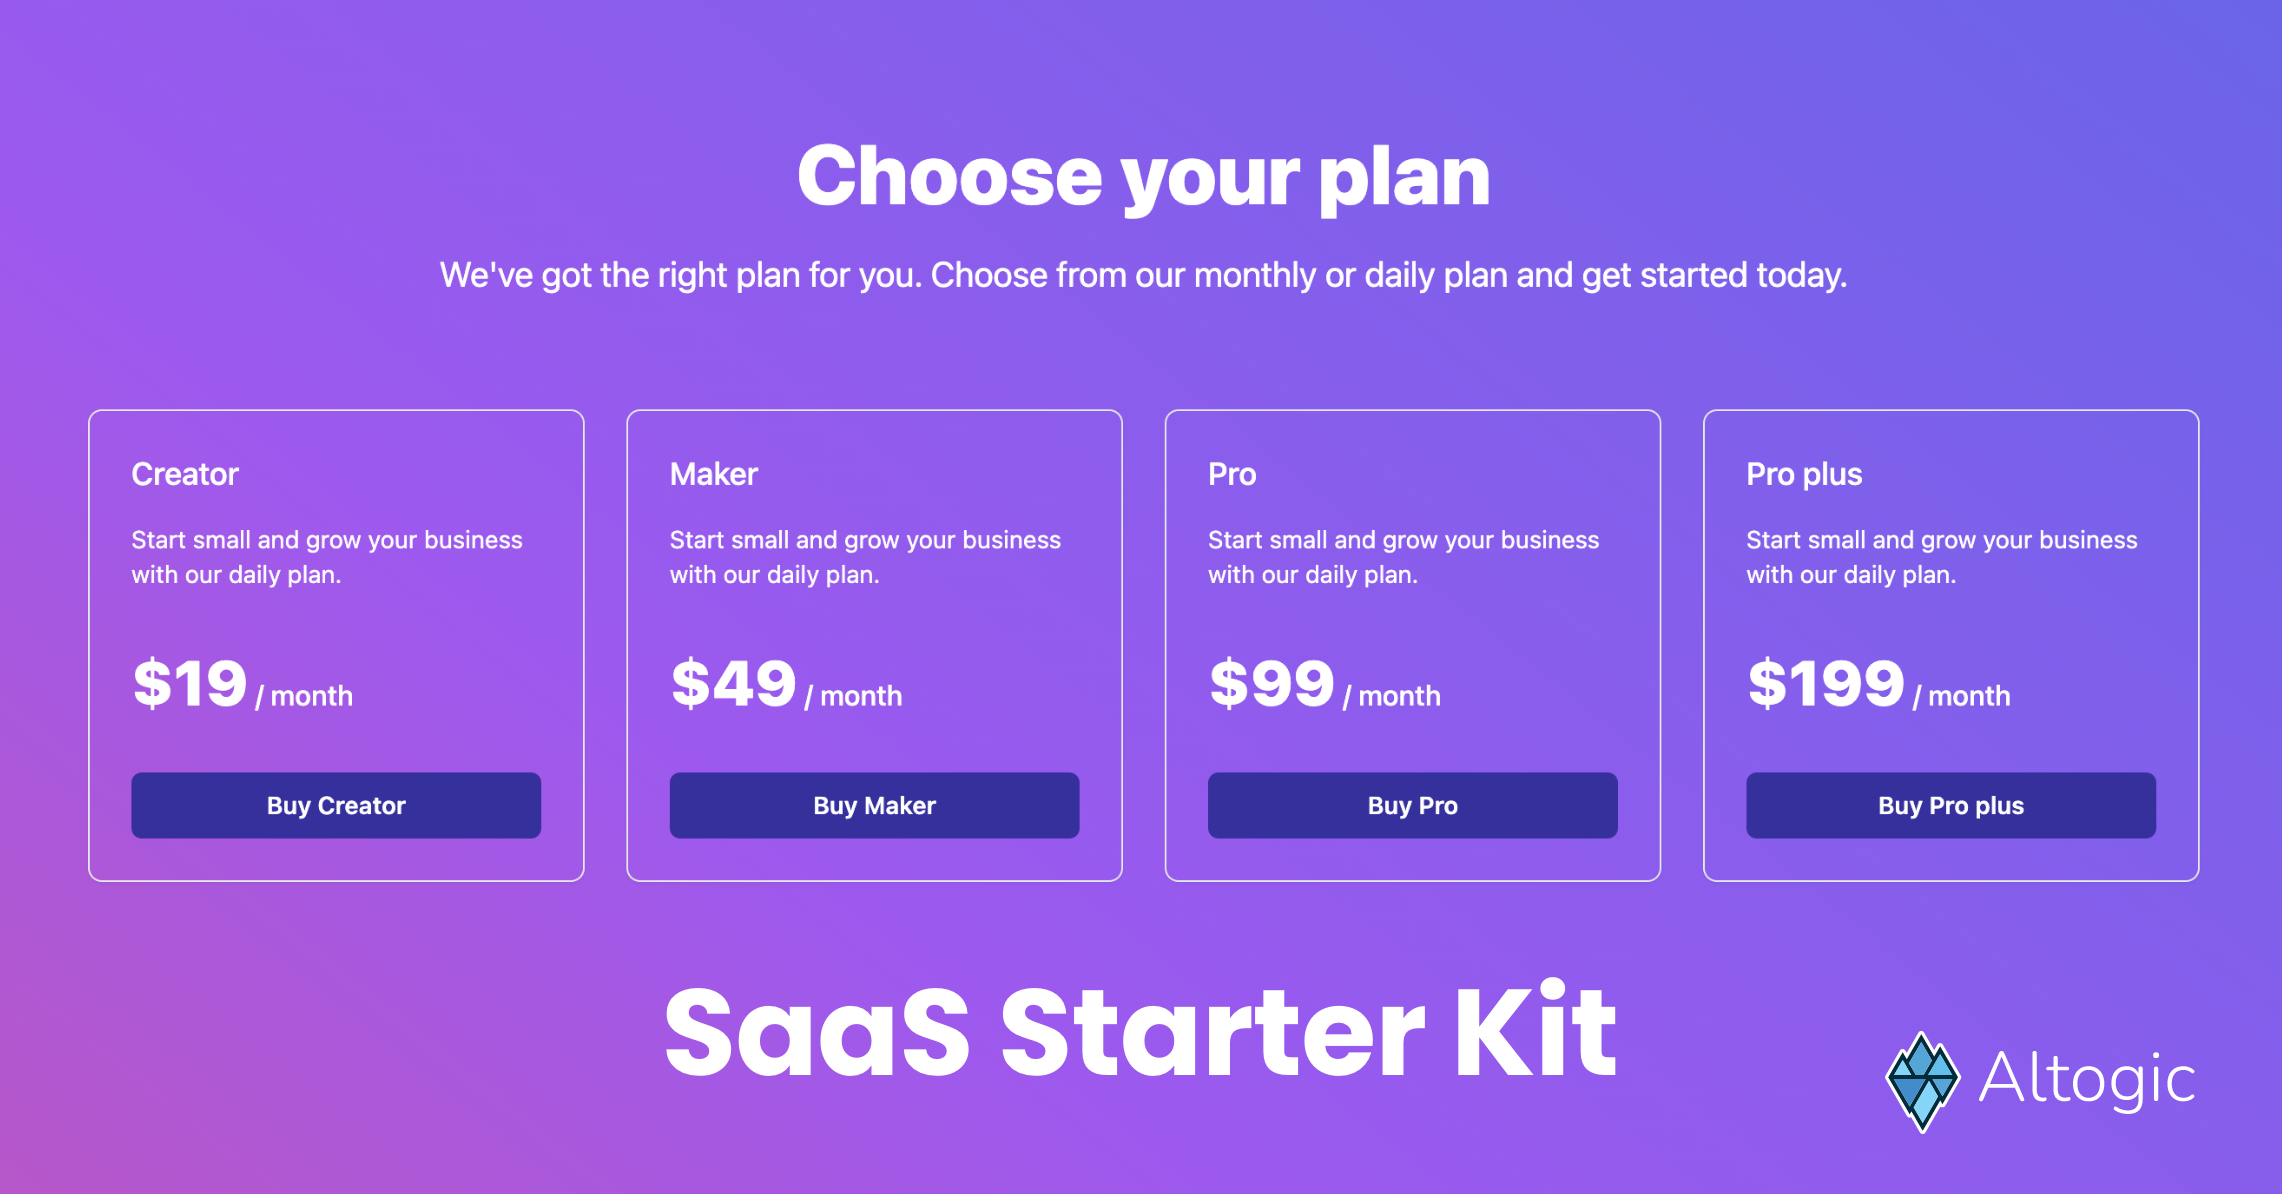 Choose your plan
We've got the right plan for you. Choose from our monthly or daily plan and get started today.
Creator
Start small and grow your business
with our daily plan.
$19 / month
Buy Creator
Maker
Start small and grow your business
with our daily plan.
$49 / month
Buy Maker
Pro
Start small and grow your business
with our daily plan.
$99 / month
Buy Pro
Pro plus
Start small and grow your business
with our daily plan.
$199 / month
Buy Pro plus
SaaS Starter Kit
Altogic